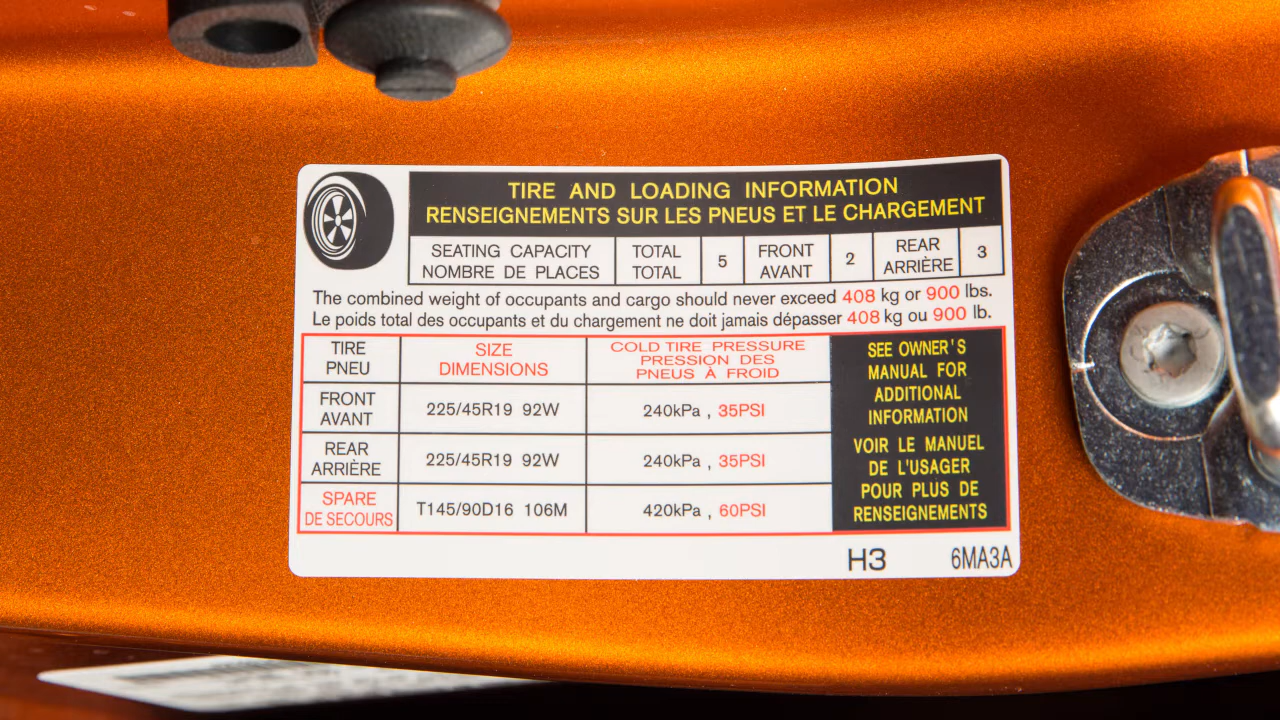 TIRE AND LOADING INFORMATION
RENSEIGNEMENTS SUR LES PNEUS ET LE CHARGEMENT
SEATING CAPACITY
NOMBRE DE PLACES
TOTAL
TOTAL
5
FRONT
AVANT
2
REAR
ARRIÈRE
3
The combined weight of occupants and cargo should never exceed 408 kg or 900 lbs.
Le poids total des occupants et du chargement ne doit jamais dépasser 408 kg ou 900 lb.
TIRE
PNEU
SIZE
DIMENSIONS
COLD TIRE PRESSURE
PRESSION DES
PNEUS À FROID
FRONT
AVANT
225/45R19 92W
240kPa , 35PSI
REAR
ARRIÈRE
225/45R19 92W
240kPa , 35PSI
SPARE
DE SECOURS
T145/90D16 106M
420kPa , 60PSI
SEE OWNER'S
MANUAL FOR
ADDITIONAL
INFORMATION
VOIR LE MANUEL
DE L'USAGER
POUR PLUS DE
RENSEIGNEMENTS
H3
6MA3A